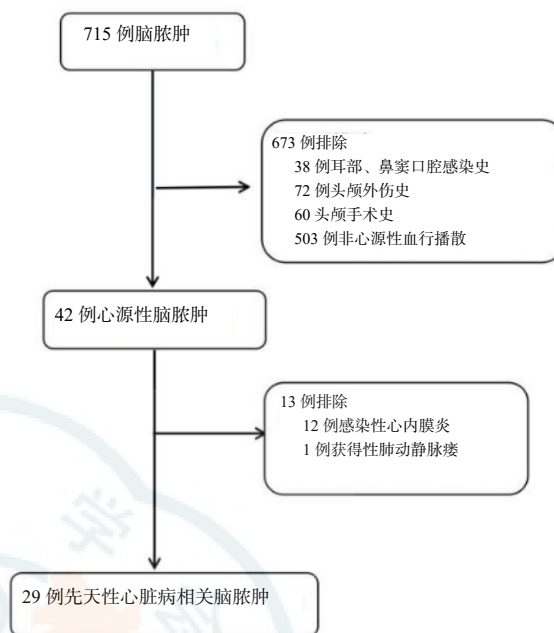 715 例脑脓肿
673 例排除
38 例耳部、鼻窦口腔感染史
72 例头颅外伤史
60 头颅手术史
503 例非心源性血行播散
42 例心源性脑脓肿
13 例排除
12 例感染性心内膜炎
1 例获得性肺动静脉瘘
29 例先天性心脏病相关脑脓肿